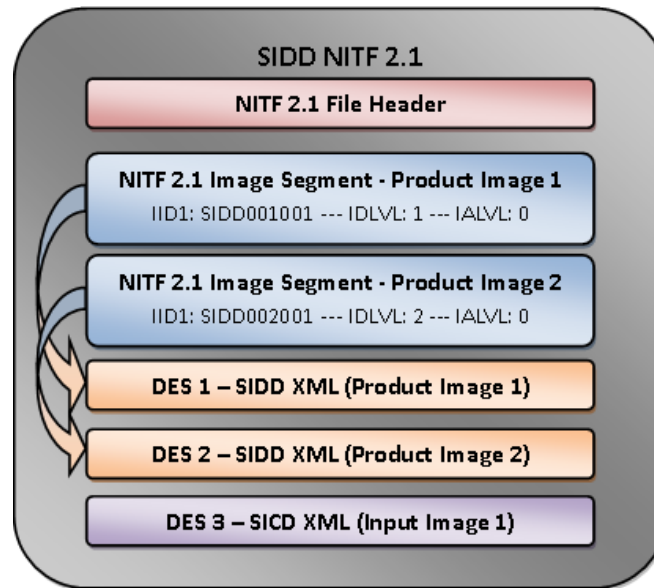 SIDD NITF 2.1
NITF 2.1 File Header
NITF 2.1 Image Segment - Product Image 1
IID1: SIDD001001 --- IDLVL: 1 --- IALVL: 0
NITF 2.1 Image Segment - Product Image 2
IID1: SIDD002001 --- IDLVL: 2 --- IALVL: 0
DES 1 – SIDD XML (Product Image 1)
DES 2 – SIDD XML (Product Image 2)
DES 3 – SICD XML (Input Image 1)